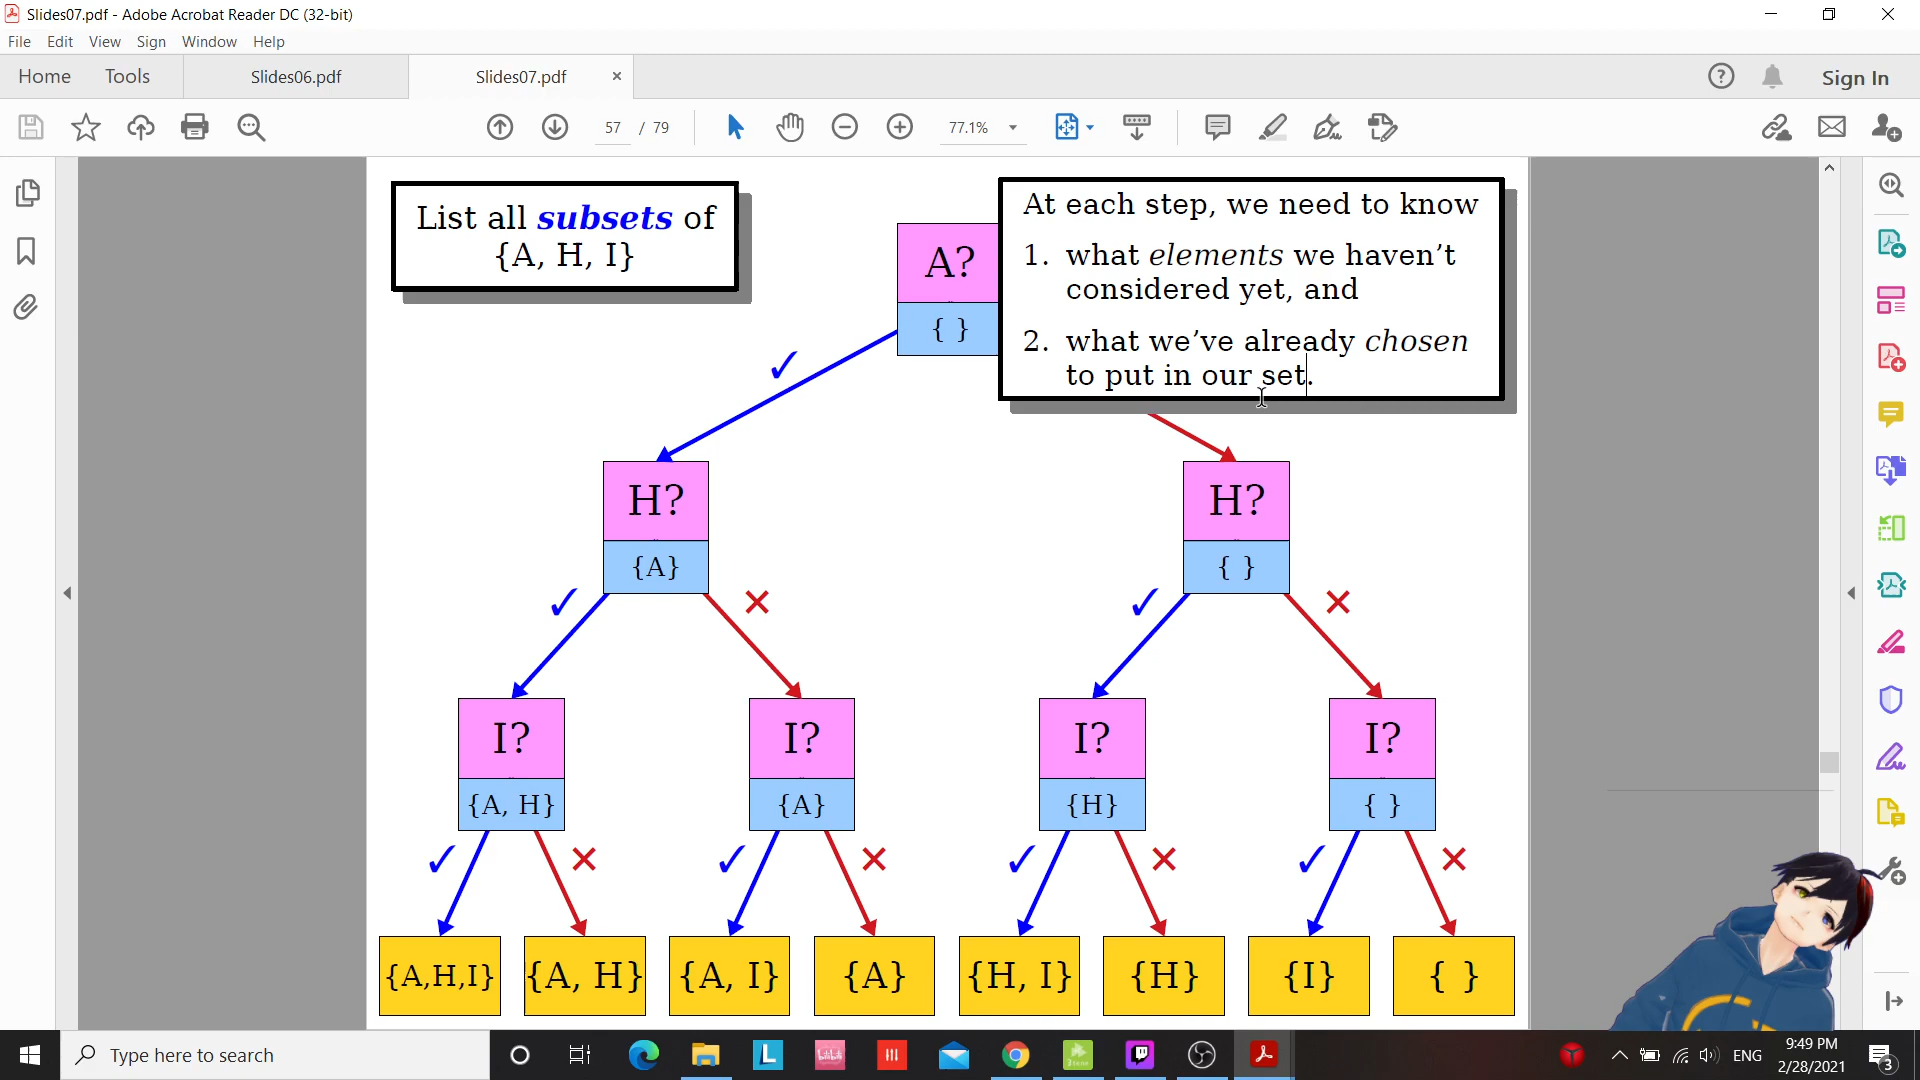 Slides07.pdf - Adobe Acrobat Reader DC (32-bit)
File Edit View Sign Window Help
Home Tools Slides06.pdf Slides07.pdf Sign In
57 / 79 77.1%
List all subsets of
{A, H, I}
At each step, we need to know
1. what elements we haven't
considered yet, and
2. what we've already chosen
to put in our set.
A?
{ }
✓
H?
{A}
H?
{ }
✓ ✕ ✓ ✕
I? I? I? I?
{A, H} {A} {H} { }
✓ ✕ ✓ ✕ ✓ ✕ ✓ ✕
{A,H,I} {A, H} {A, I} {A} {H, I} {H} {I} { }
Type here to search
ENG
9:49 PM
2/28/2021
3